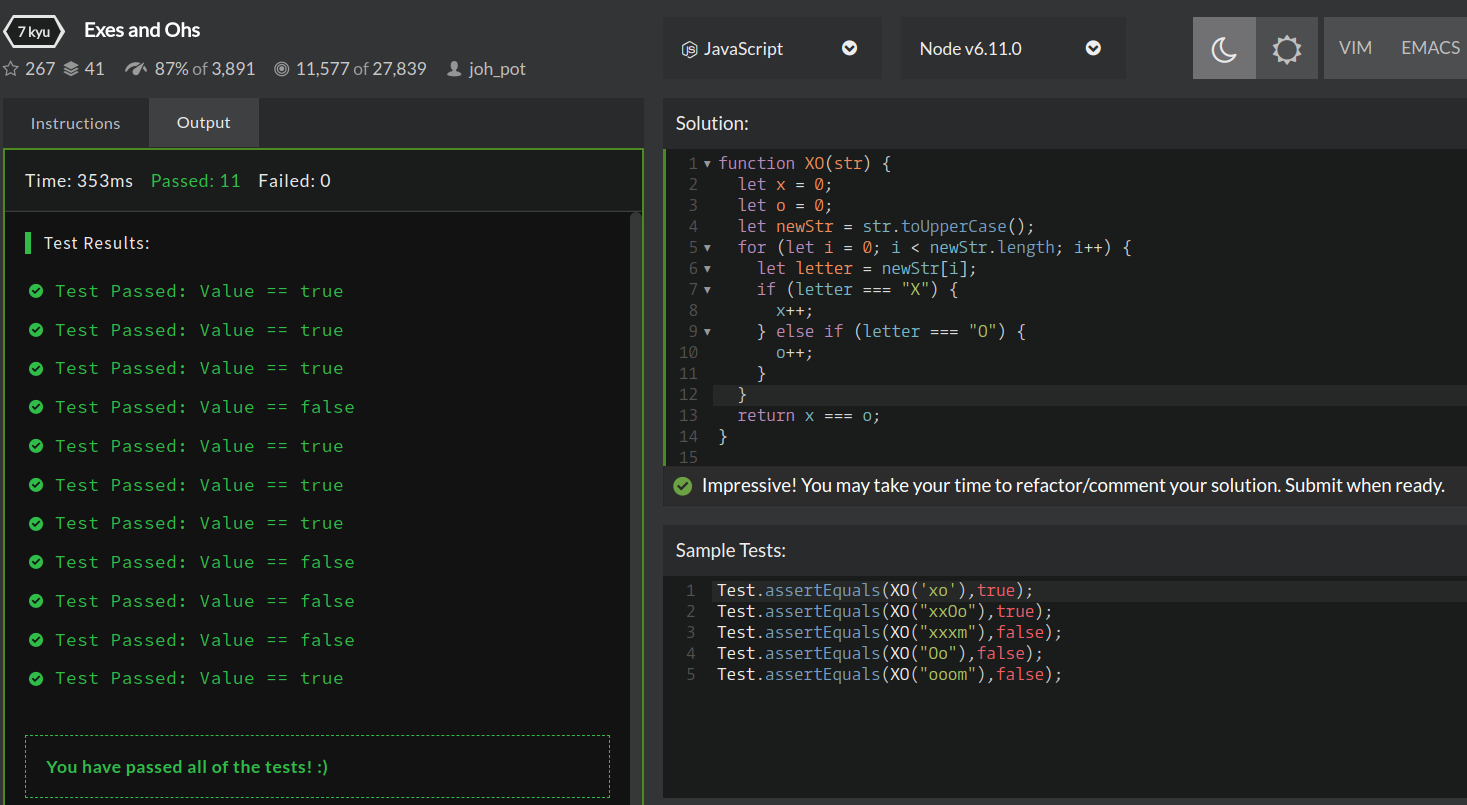 7 kyu Exes and Ohs
267 41 87% of 3,891 11,577 of 27,839 joh_pot
JavaScript Node v6.11.0 VIM EMACS
Instructions Output
Time: 353ms Passed: 11 Failed: 0
Test Results:
Test Passed: Value == true
Test Passed: Value == true
Test Passed: Value == true
Test Passed: Value == false
Test Passed: Value == true
Test Passed: Value == true
Test Passed: Value == true
Test Passed: Value == false
Test Passed: Value == false
Test Passed: Value == false
Test Passed: Value == true
You have passed all of the tests! :)
Solution:
1 function XO(str) {
2 let x = 0;
3 let o = 0;
4 let newStr = str.toUpperCase();
5 for (let i = 0; i < newStr.length; i++) {
6 let letter = newStr[i];
7 if (letter === "X") {
8 x++;
9 } else if (letter === "O") {
10 o++;
11 }
12 }
13 return x === o;
14 }
15
Impressive! You may take your time to refactor/comment your solution. Submit when ready.
Sample Tests:
1 Test.assertEquals(XO('xo'),true);
2 Test.assertEquals(XO("xxOo"),true);
3 Test.assertEquals(XO("xxxm"),false);
4 Test.assertEquals(XO("Oo"),false);
5 Test.assertEquals(XO("ooom"),false);